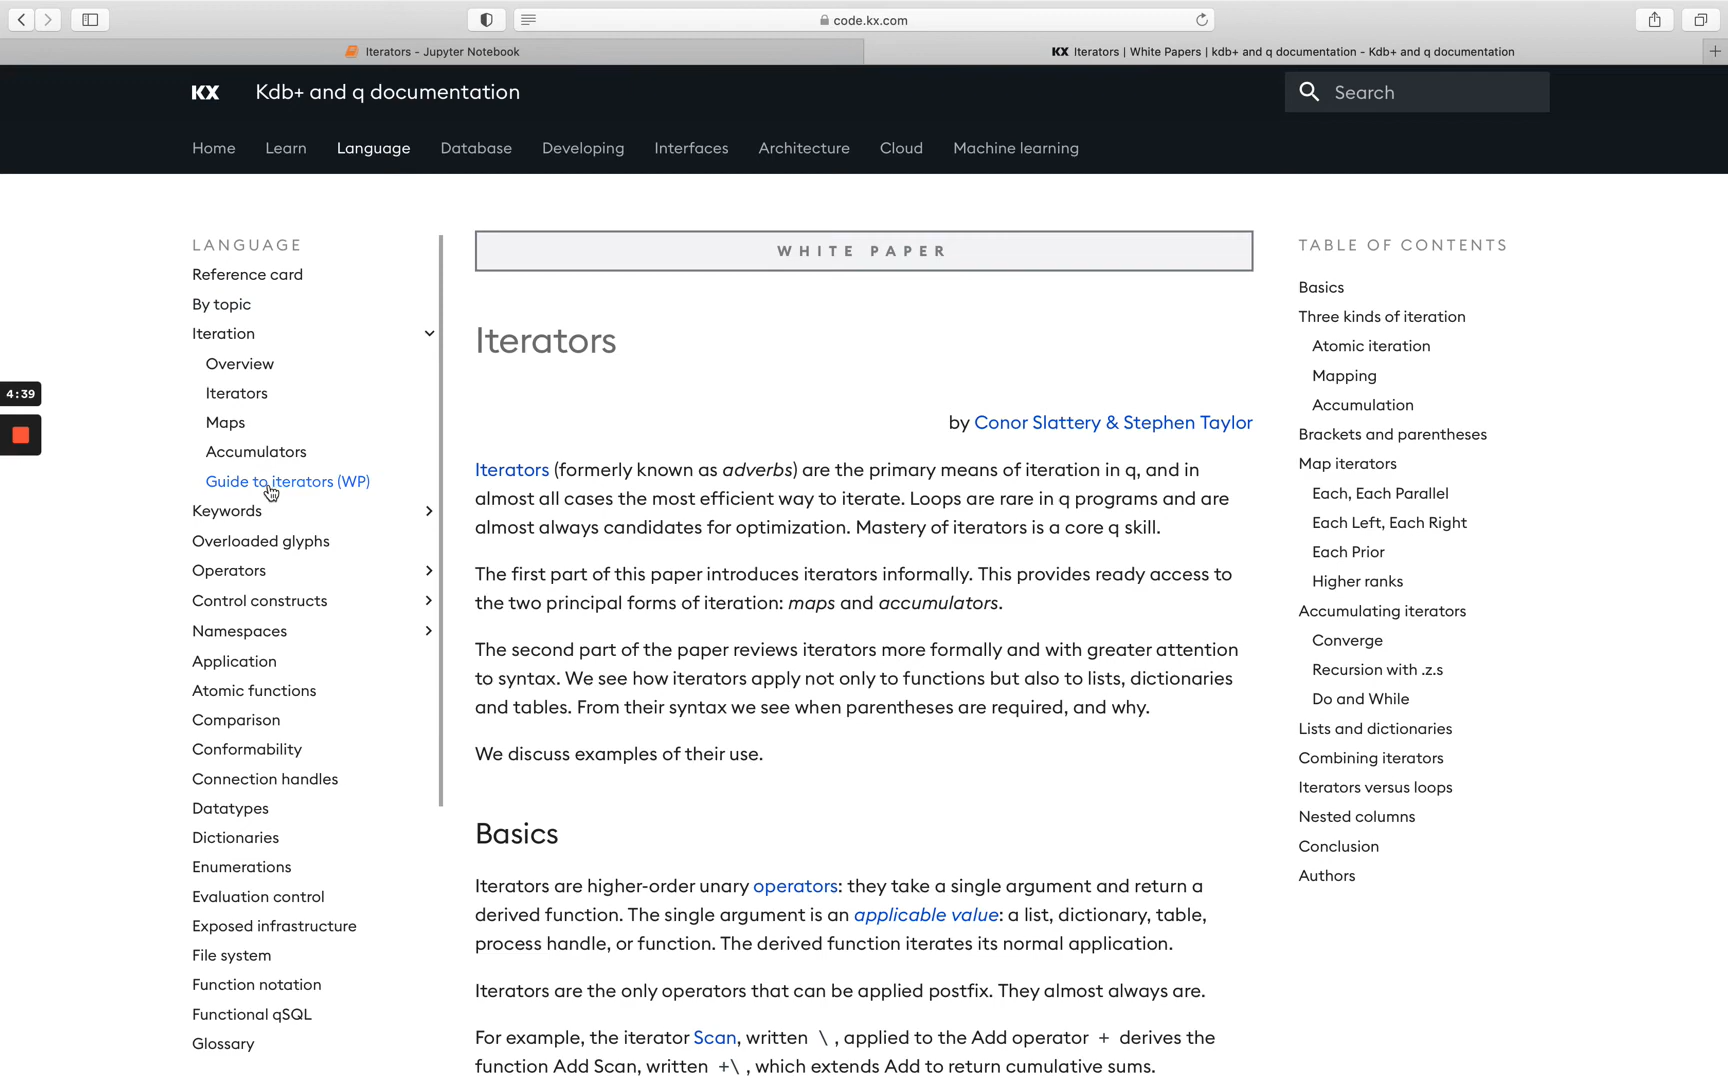 code.kx.com
Iterators - Jupyter Notebook
KX Iterators | White Papers | kdb+ and q documentation - Kdb+ and q documentation
KX Kdb+ and q documentation
Search
Home Learn Language Database Developing Interfaces Architecture Cloud Machine learning
LANGUAGE
Reference card
By topic
Iteration
Overview
Iterators
Maps
Accumulators
Guide to iterators (WP)
Keywords
Overloaded glyphs
Operators
Control constructs
Namespaces
Application
Atomic functions
Comparison
Conformability
Connection handles
Datatypes
Dictionaries
Enumerations
Evaluation control
Exposed infrastructure
File system
Function notation
Functional qSQL
Glossary
4:39
WHITE PAPER
Iterators
by Conor Slattery & Stephen Taylor
Iterators (formerly known as adverbs) are the primary means of iteration in q, and in
almost all cases the most efficient way to iterate. Loops are rare in q programs and are
almost always candidates for optimization. Mastery of iterators is a core q skill.
The first part of this paper introduces iterators informally. This provides ready access to
the two principal forms of iteration: maps and accumulators.
The second part of the paper reviews iterators more formally and with greater attention
to syntax. We see how iterators apply not only to functions but also to lists, dictionaries
and tables. From their syntax we see when parentheses are required, and why.
We discuss examples of their use.
Basics
Iterators are higher-order unary operators: they take a single argument and return a
derived function. The single argument is an applicable value: a list, dictionary, table,
process handle, or function. The derived function iterates its normal application.
Iterators are the only operators that can be applied postfix. They almost always are.
For example, the iterator Scan, written \ , applied to the Add operator + derives the
function Add Scan, written +\ , which extends Add to return cumulative sums.
TABLE OF CONTENTS
Basics
Three kinds of iteration
Atomic iteration
Mapping
Accumulation
Brackets and parentheses
Map iterators
Each, Each Parallel
Each Left, Each Right
Each Prior
Higher ranks
Accumulating iterators
Converge
Recursion with .z.s
Do and While
Lists and dictionaries
Combining iterators
Iterators versus loops
Nested columns
Conclusion
Authors